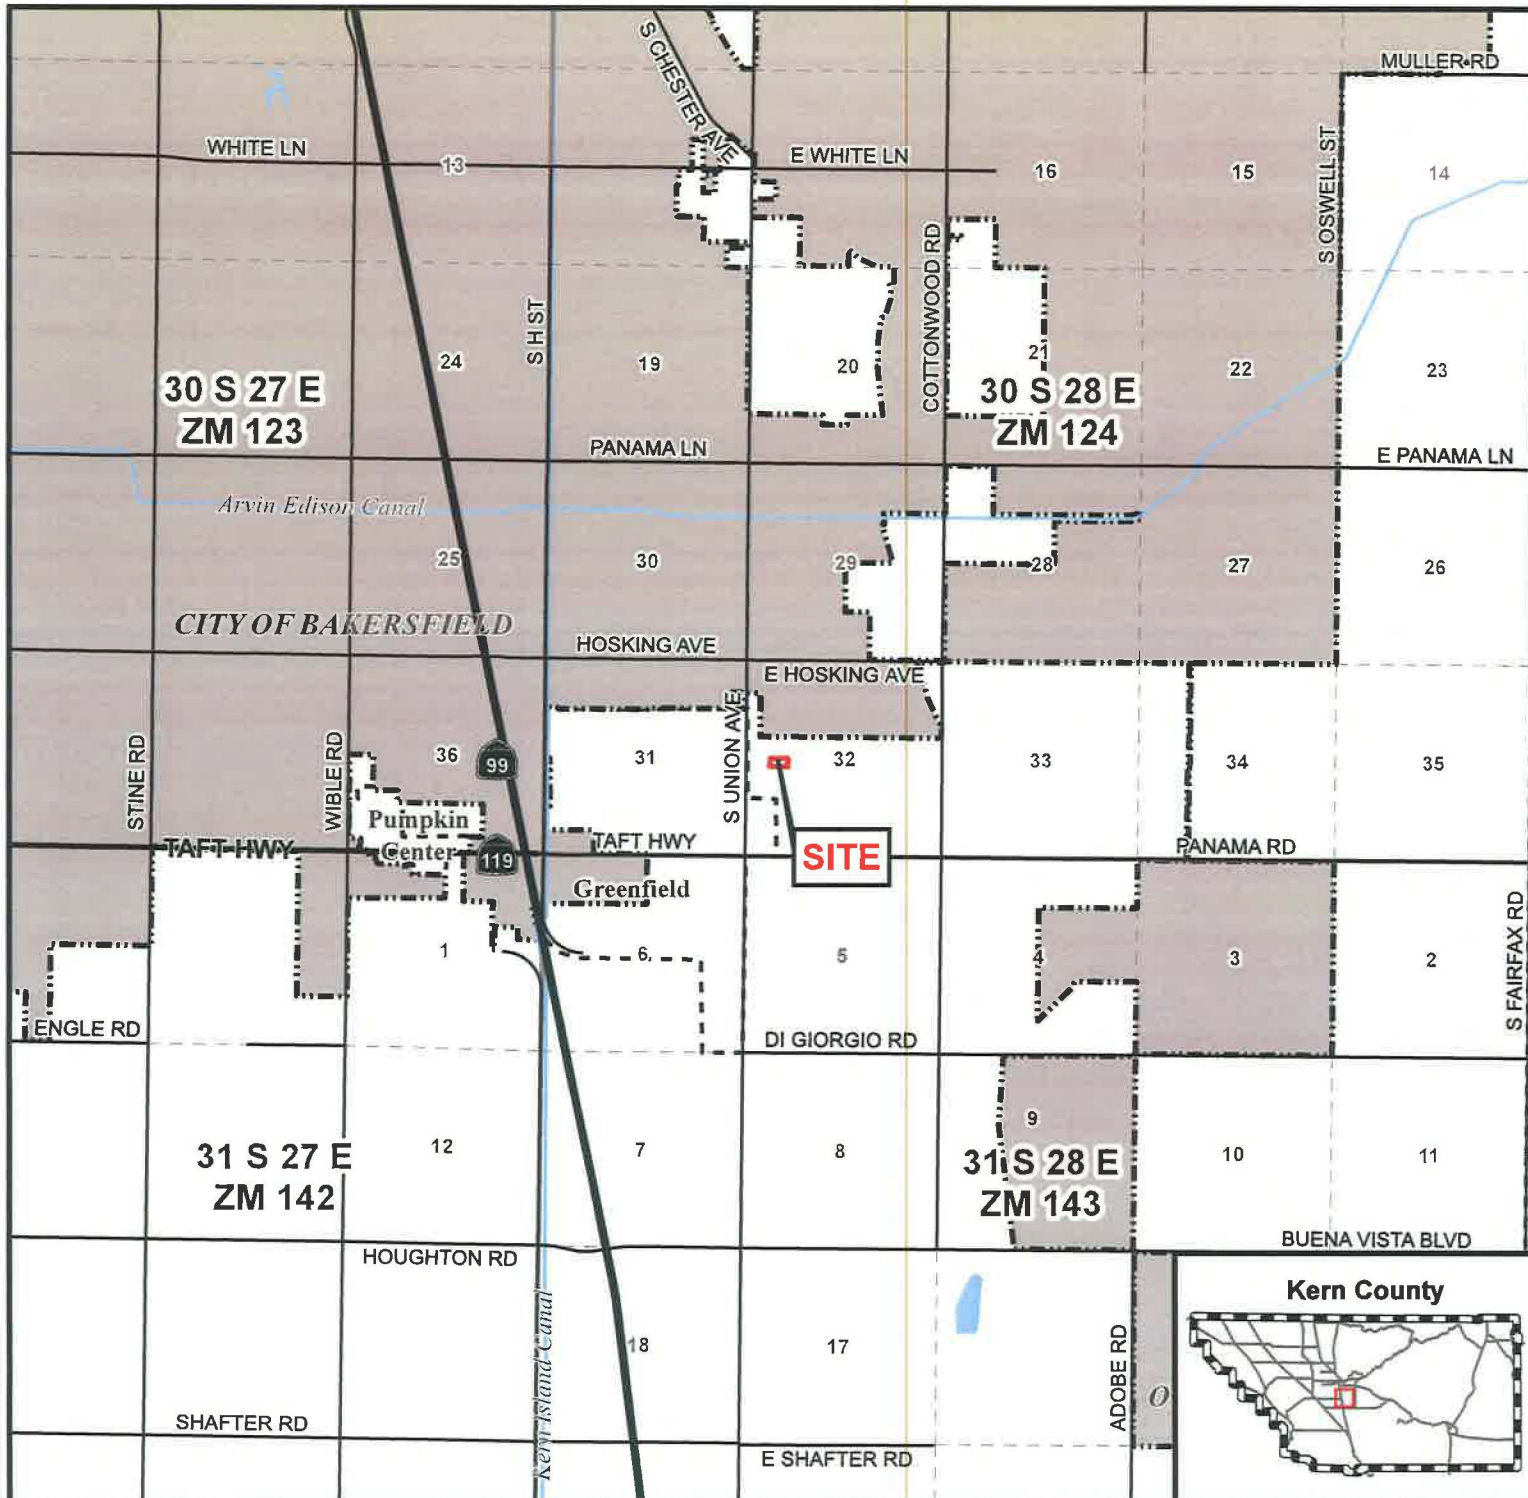 MULLER RD
S CHESTER AVE
WHITE LN
13
E WHITE LN
16
15
14
S OSWELL ST
COTTONWOOD RD
S H ST
24
19
20
21
22
23
30 S 27 E
ZM 123
30 S 28 E
ZM 124
PANAMA LN
E PANAMA LN
Arvin Edison Canal
25
30
29
28
27
26
CITY OF BAKERSFIELD
HOSKING AVE
E HOSKING AVE
STINE RD
WIBLE RD
36
99
31
S UNION AVE
32
33
34
35
Pumpkin
Center
TAFT HWY
119
TAFT HWY
SITE
PANAMA RD
Greenfield
S FAIRFAX RD
1
6
5
4
3
2
ENGLE RD
DI GIORGIO RD
31 S 27 E
ZM 142
12
7
8
9
31 S 28 E
ZM 143
10
11
HOUGHTON RD
BUENA VISTA BLVD
Kern County
Kern Island Canal
18
17
ADOBE RD
O
SHAFTER RD
E SHAFTER RD